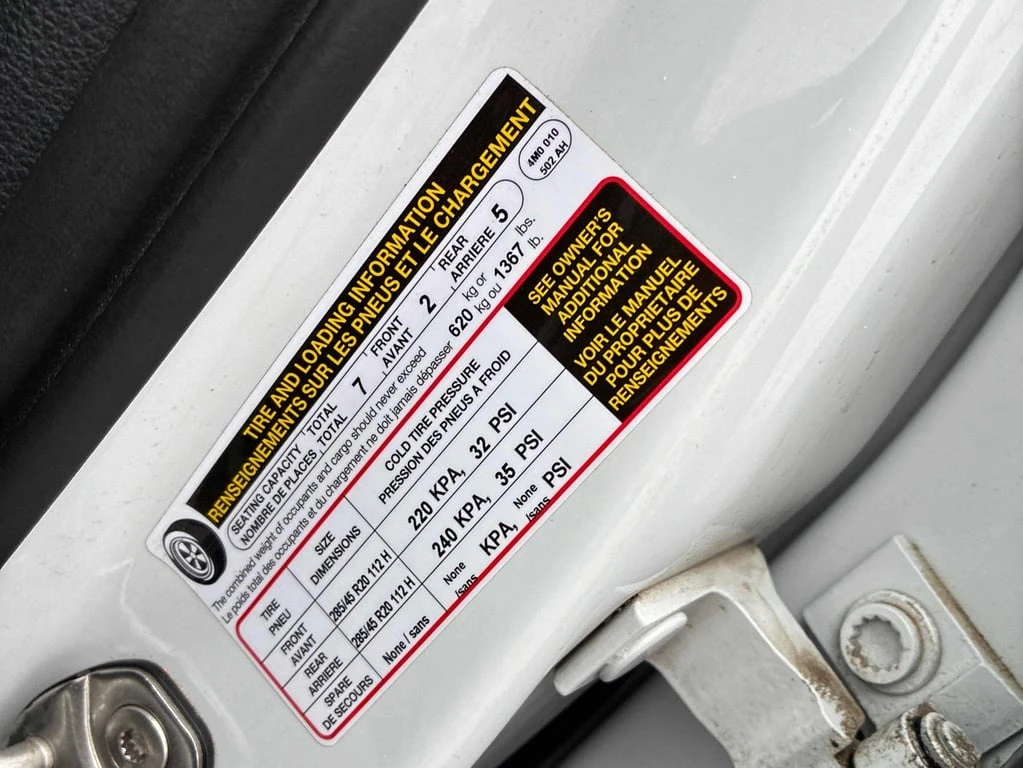 TIRE AND LOADING INFORMATION
RENSEIGNEMENTS SUR LES PNEUS ET LE CHARGEMENT
4M0 010
502 AH
SEATING CAPACITY TOTAL 7 FRONT 2 REAR 5
NOMBRE DE PLACES TOTAL AVANT ARRIERE
The combined weight of occupants and cargo should never exceed 620 kg or 1367 lbs.
Le poids total des occupants et du chargement ne doit jamais dépasser kg ou lb.
TIRE SIZE COLD TIRE PRESSURE
PNEU DIMENSIONS PRESSION DES PNEUS A FROID
FRONT
AVANT 285/45 R20 112 H 220 KPA, 32 PSI
REAR
ARRIERE 285/45 R20 112 H 240 KPA, 35 PSI
SPARE
DE SECOURS None / sans None /sans KPA, None /sans PSI
SEE OWNER'S
MANUAL FOR
ADDITIONAL
INFORMATION
VOIR LE MANUEL
DU PROPRIETAIRE
POUR PLUS DE
RENSEIGNEMENTS